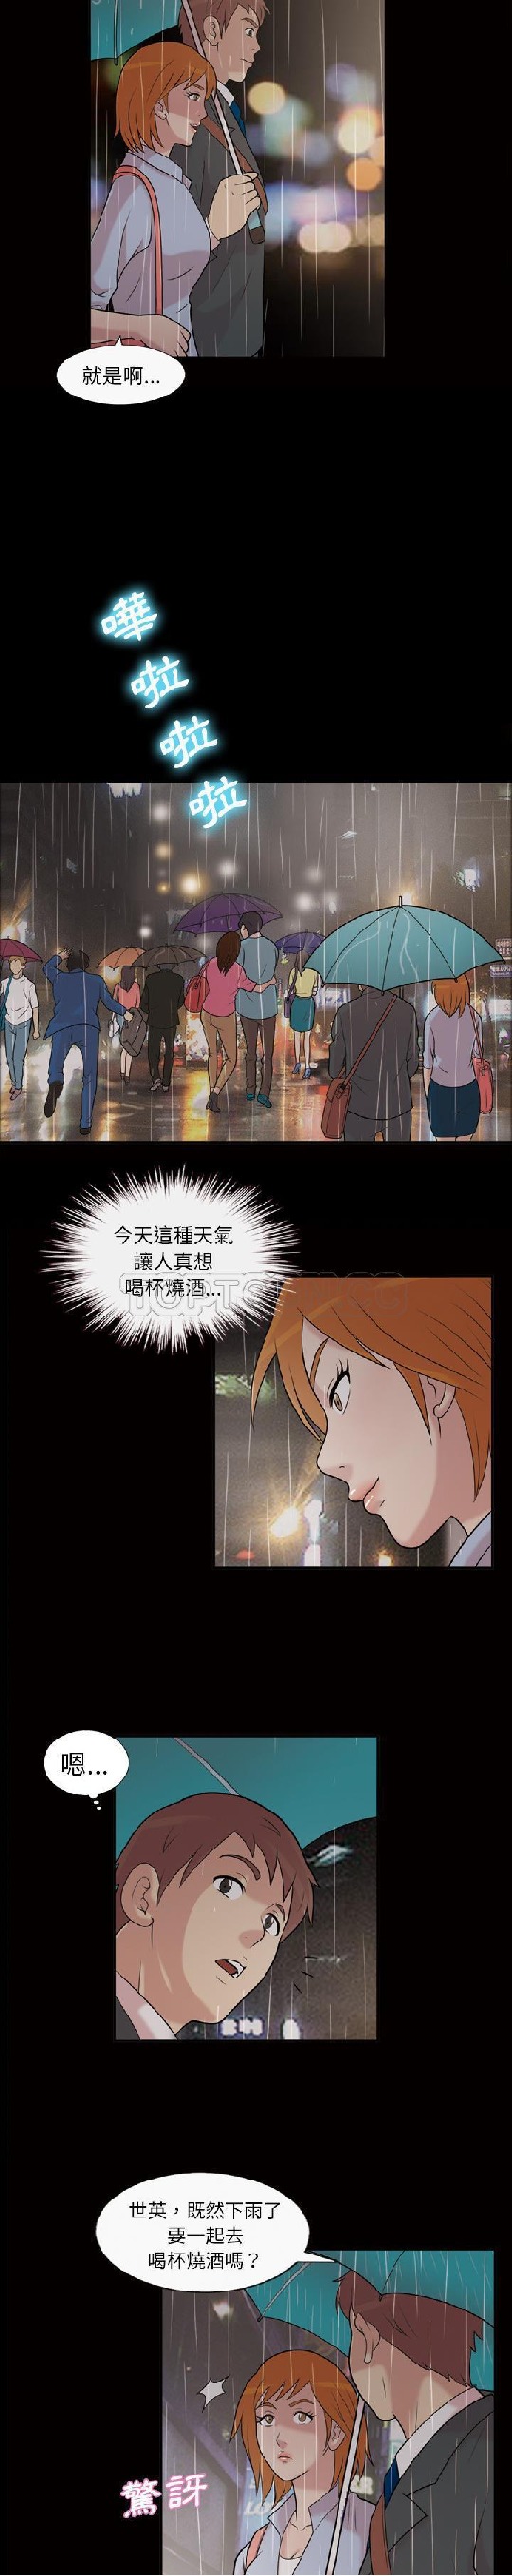 就是啊...
嘩
啦
啦
啦
今天這種天氣
讓人真想
喝杯燒酒...
嗯...
世英，既然下雨了
要一起去
喝杯燒酒嗎？
驚訝